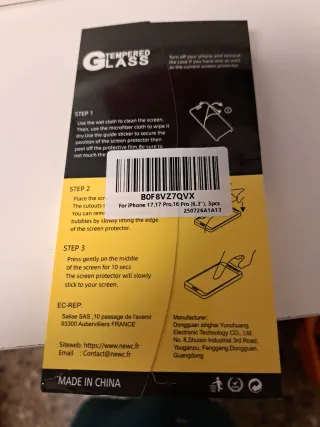 TEMPERED
GLASS
Turn off your phone and remove
the case if you have one as well
as the current screen protector.
STEP 1
Use the wet cloth to clean the screen.
Then, use the microfiber cloth to wipe it
dry.Use the guide sticker to secure the
position of the screen protector then
peel off the protective film Be sure to
not touch the
B0F8VZ7QVX
For iPhone 17,17 Pro,16 Pro (6.3"), 3pcs
250726A1A13
STEP 2
Place the
The cutouts
You can
bubbles by slowly lifting the edge
of the screen protector.
STEP 3
Press gently on the middle
of the screen for 10 secs
The screen protector will slowly
stick to your screen.
EC-REP:
Salise SAS ,10 passage de l'avenir
93300 Aubervilliers FRANCE
Siteweb: https://www.newc.fr
Email : Contact@newc.fr
Manufacturer:
Dongguan xinghai Yunchuang
Electronic Technology CO., Ltd.
No. 8,Shuixin Industrial 3rd Road,
Youganpu, Fenggang,Dongguan,
Guangdong
MADE IN CHINA